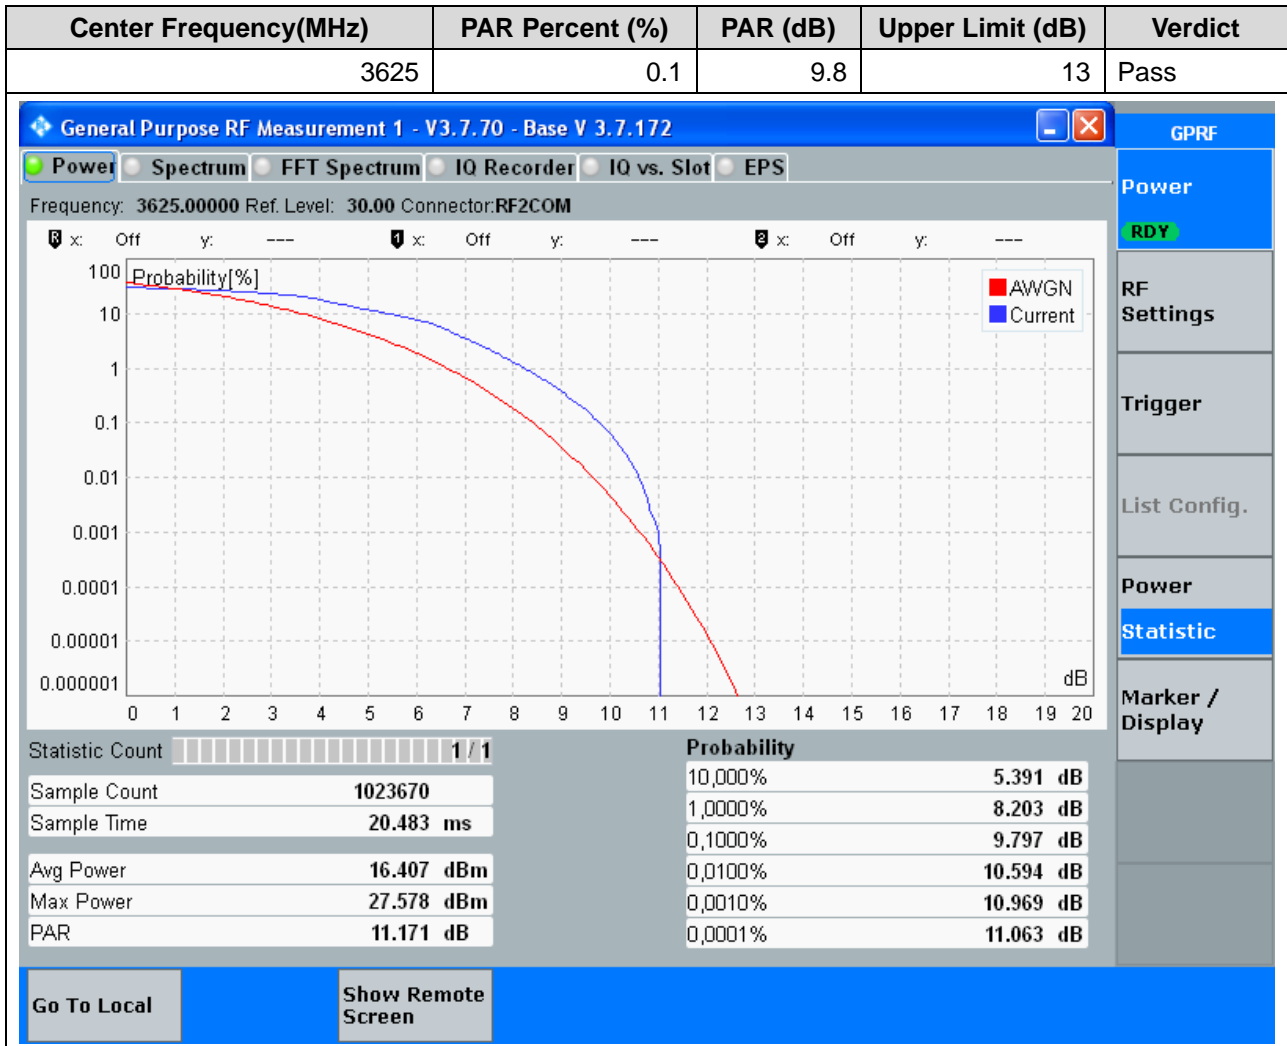 Center Frequency(MHz) PAR Percent (%) PAR (dB) Upper Limit (dB) Verdict
3625 0.1 9.8 13 Pass
General Purpose RF Measurement 1 - V3.7.70 - Base V 3.7.172
GPRF
Power Spectrum FFT Spectrum IQ Recorder IQ vs. Slot EPS
Power
RDY
Frequency: 3625.00000 Ref. Level: 30.00 Connector:RF2COM
R x: Off y: --- 1 x: Off y: --- 2 x: Off y: ---
Probability[%]
AWGN
Current
100
10
1
0.1
0.01
0.001
0.0001
0.00001
0.000001
dB
0 1 2 3 4 5 6 7 8 9 10 11 12 13 14 15 16 17 18 19 20
RF
Settings
Trigger
List Config.
Power
Statistic
Marker /
Display
Statistic Count 1 / 1
Sample Count 1023670
Sample Time 20.483 ms
Avg Power 16.407 dBm
Max Power 27.578 dBm
PAR 11.171 dB
Probability
10,000% 5.391 dB
1,0000% 8.203 dB
0,1000% 9.797 dB
0,0100% 10.594 dB
0,0010% 10.969 dB
0,0001% 11.063 dB
Go To Local
Show Remote
Screen